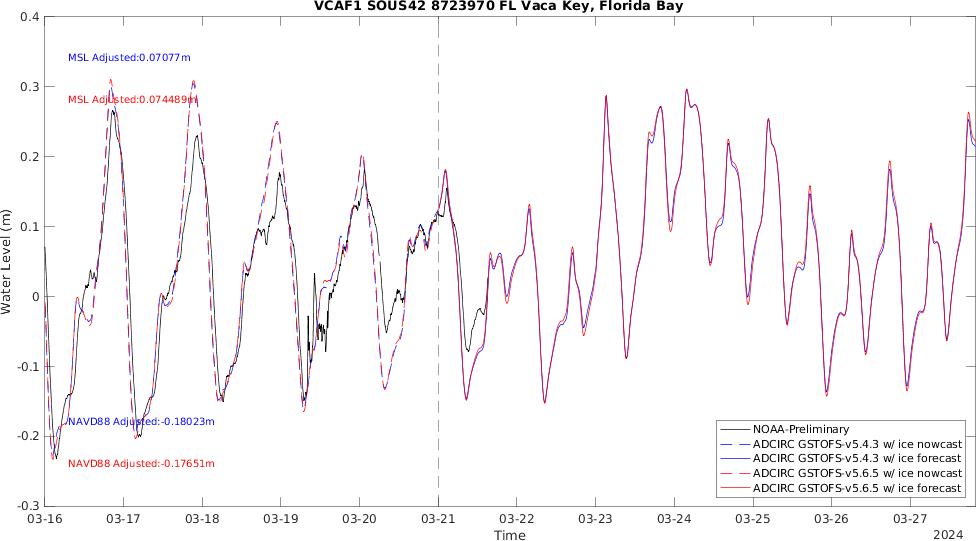 VCAF1 SOUS42 8723970 FL Vaca Key, Florida Bay
0.4
0.3
0.2
0.1
0
-0.1
-0.2
-0.3
Water Level (m)
MSL Adjusted:0.07077m
MSL Adjusted:0.074489m
NAVD88 Adjusted:-0.18023m
NAVD88 Adjusted:-0.17651m
NOAA-Preliminary
ADCIRC GSTOFS-v5.4.3 w/ ice nowcast
ADCIRC GSTOFS-v5.4.3 w/ ice forecast
ADCIRC GSTOFS-v5.6.5 w/ ice nowcast
ADCIRC GSTOFS-v5.6.5 w/ ice forecast
03-16 03-17 03-18 03-19 03-20 03-21 03-22 03-23 03-24 03-25 03-26 03-27
Time
2024